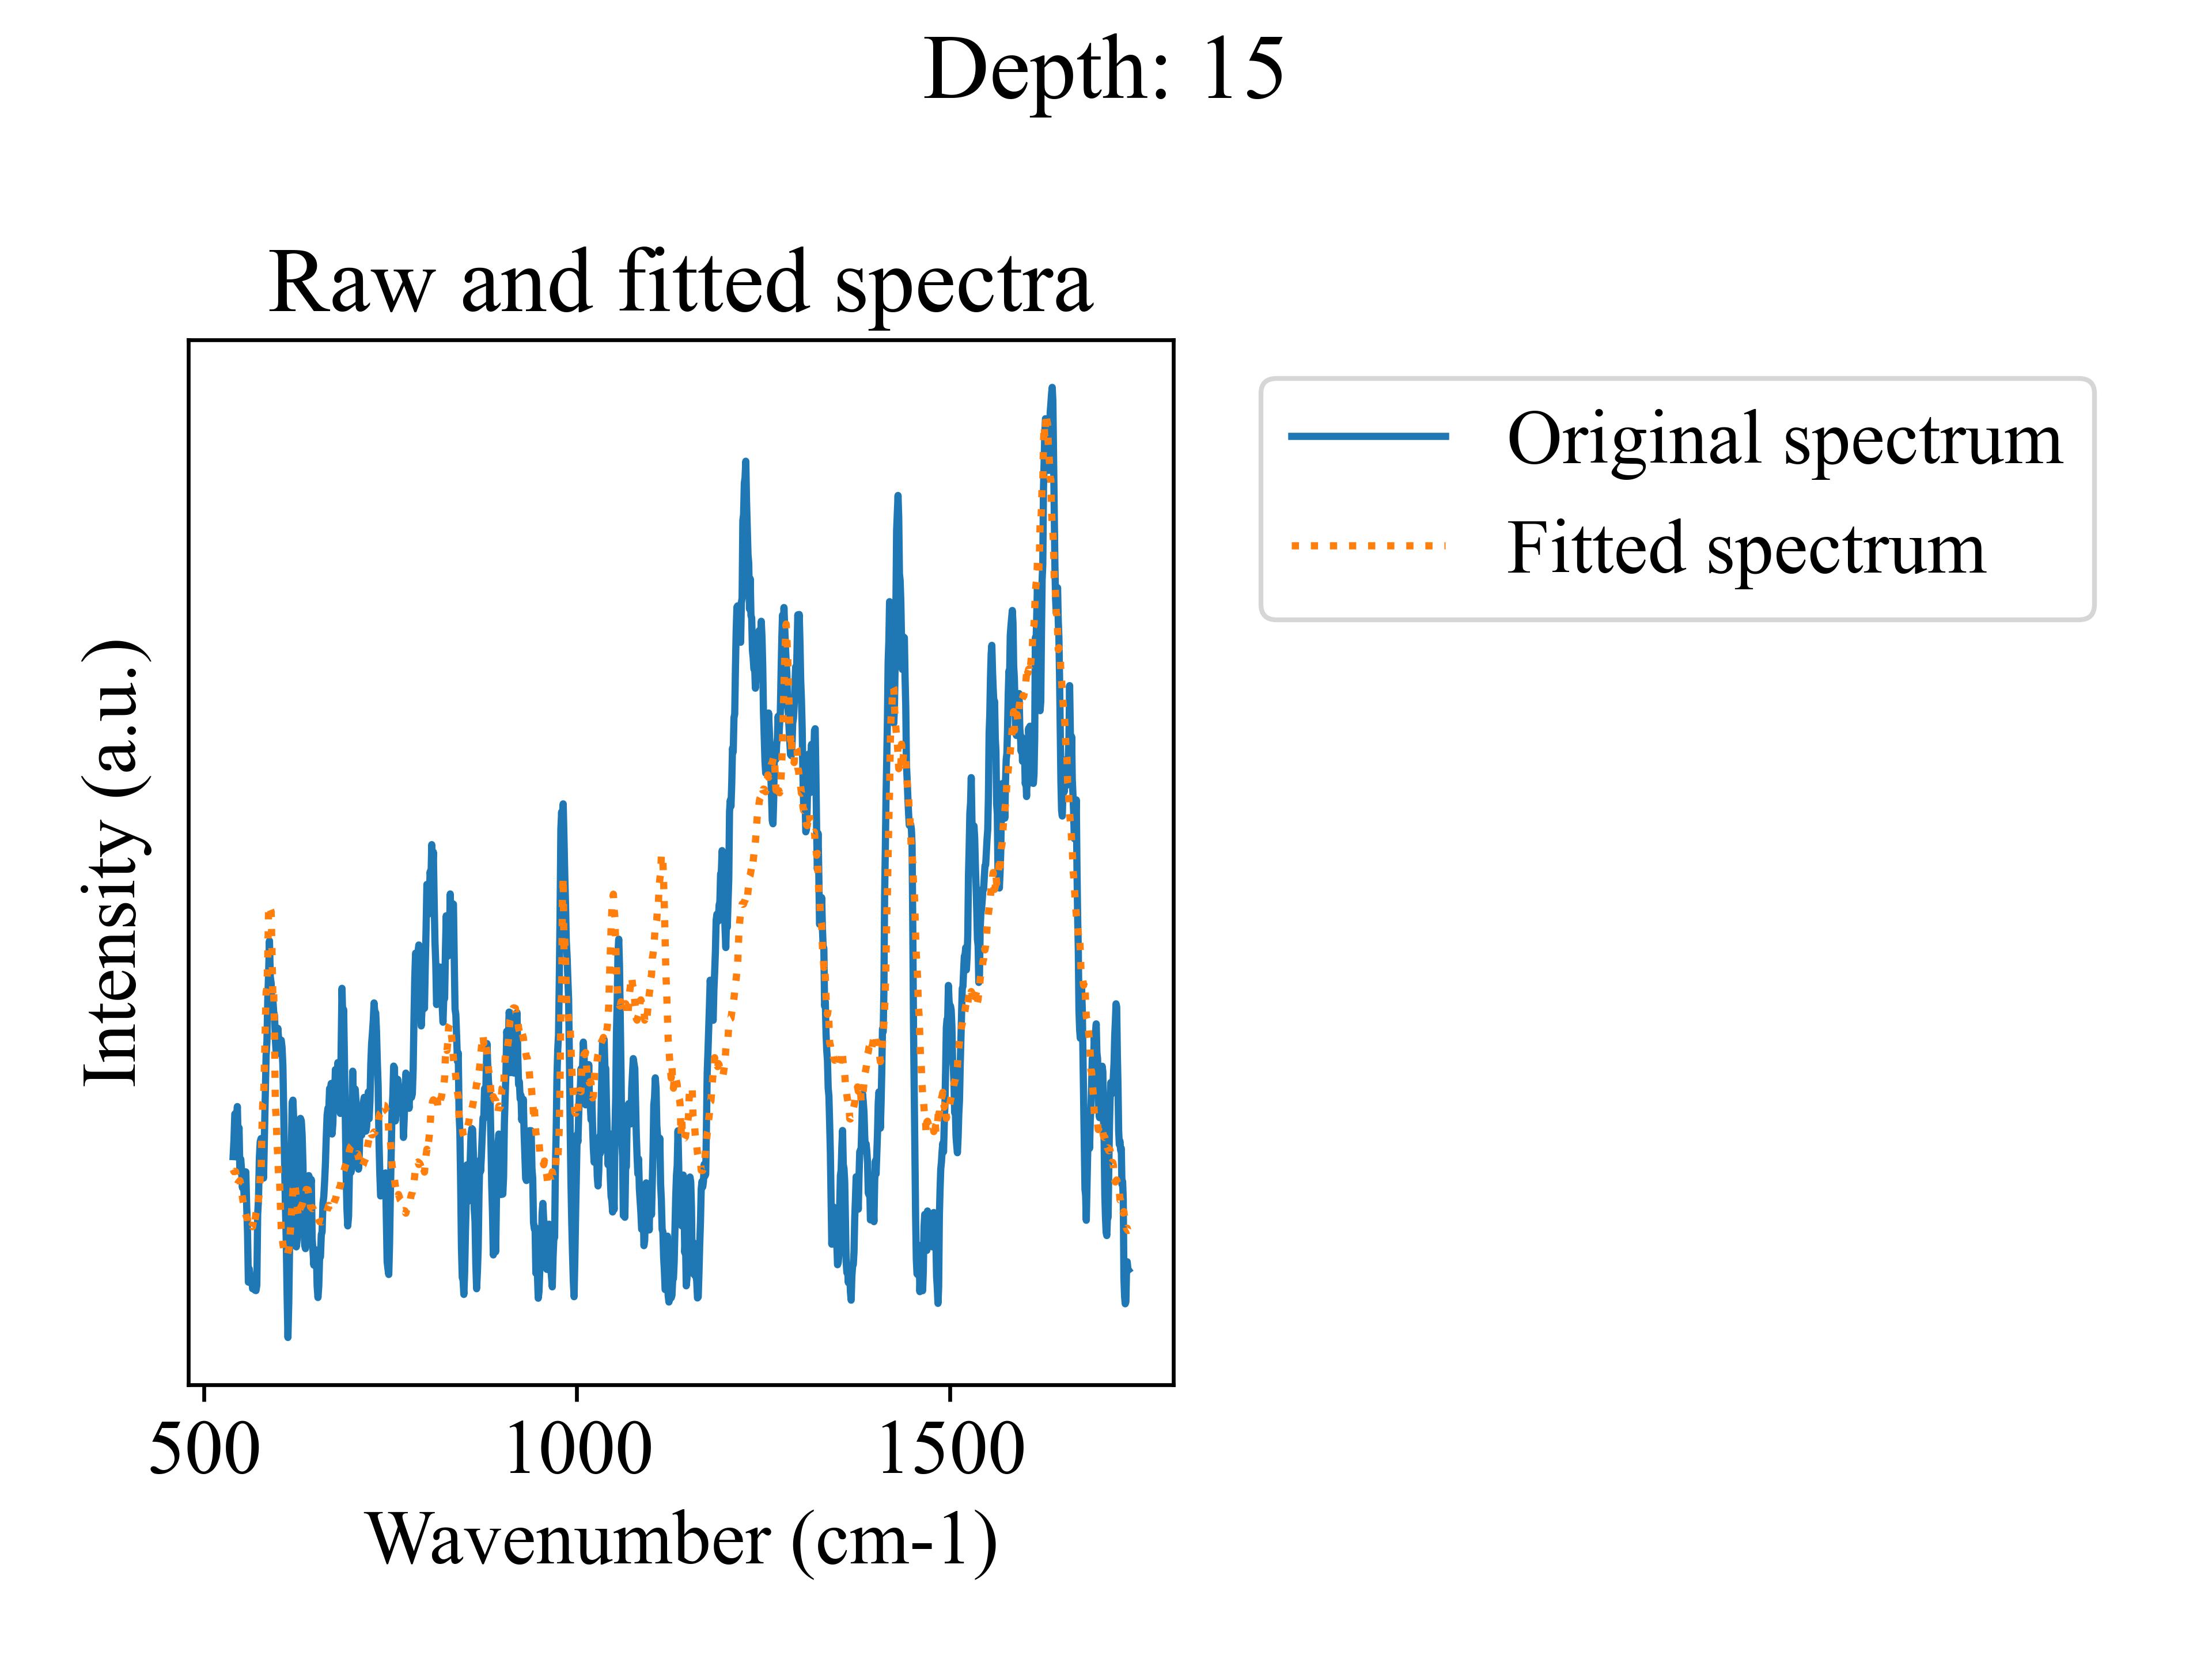 Depth: 15
Raw and fitted spectra
Original spectrum
Fitted spectrum
Intensity (a.u.)
500 1000 1500
Wavenumber (cm-1)